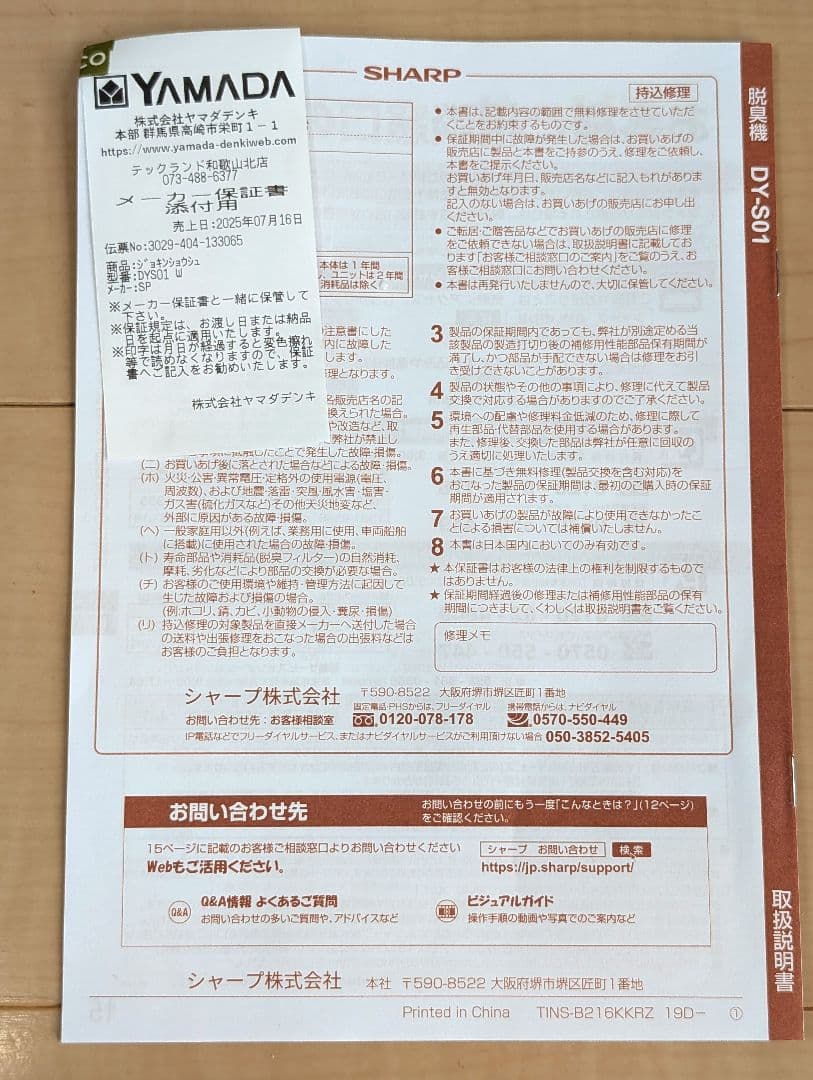 CO
YAMADA
株式会社ヤマダデンキ
本部 群馬県高崎市栄町1-1
https://www.yamada-denkiweb.com
テックランド和歌山北店
073-488-6377
メーカー保証書
添付用
売上日:2025年07月16日
伝票No:3029-404-133065
商品:ジョキンショウシュ
型番:DYS01 W
メーカー:SP
※メーカー保証書と一緒に保管して
下さい。
※保証規定は、お渡し日または納品
日を起点に適用いたします。
※印字は月日が経過すると変色擦れ
等で読めなくなりますので、保証
書へご記入をお勧めいたします。
株式会社ヤマダデンキ
SHARP
持込修理
● 本書は、記載内容の範囲で無料修理をさせていただ
くことをお約束するものです。
● 保証期間中に故障が発生した場合は、お買いあげの
販売店に製品と本書をご持参のうえ、修理をご依頼し、
本書をご提示ください。
お買いあげ年月日、販売店名などに記入もれがありま
すと無効となります。
記入のない場合は、お買いあげの販売店にお申し出
ください。
● ご転居・ご贈答品などでお買いあげの販売店に修理
をご依頼できない場合は、取扱説明書に記載してお
ります「お客様ご相談窓口のご案内」をご覧のうえ、お
客様ご相談窓口にお問い合わせください。
● 本書は再発行いたしませんので、大切に保管してください。
本体は1年間
、ユニットは2年間
消耗品は除く
注意書にした
内に故障した
します。
理となります。
名販売店名の記
換えられた場合。
や改造など、取
弊社が禁止し
たことで発生した故障・損傷。
(ニ) お買いあげ後に落とされた場合などによる故障・損傷。
(ホ) 火災・公害・異常電圧・定格外の使用電源(電圧、
周波数)、および地震・落雷・突風・風水害・塩害・
ガス害(硫化ガスなど)その他天災地変など、
外部に原因がある故障・損傷。
(ヘ) 一般家庭用以外(例えば、業務用に使用、車両船舶
に搭載)に使用された場合の故障・損傷。
(ト) 寿命部品や消耗品(脱臭フィルター)の自然消耗、
摩耗、劣化などにより部品の交換が必要な場合。
(チ) お客様のご使用環境や維持・管理方法に起因して
生じた故障および損傷の場合。
(例:ホコリ、錆、カビ、小動物の侵入・糞尿・損傷)
(リ) 持込修理の対象製品を直接メーカーへ送付した場合
の送料や出張修理をおこなった場合の出張料などは
お客様のご負担となります。
3 製品の保証期間内であっても、弊社が別途定める当
該製品の製造打切り後の補修用性能部品保有期間が
満了し、かつ部品が手配できない場合は修理をお引
き受けできないことがあります。
4 製品の状態やその他の事項により、修理に代えて製品
交換で対応する場合がありますのでご了承ください。
5 環境への配慮や修理料金低減のため、修理に際して
再生部品・代替部品を使用する場合があります。
また、修理後、交換した部品は弊社が任意に回収の
うえ適切に処理いたします。
6 本書に基づき無料修理(製品交換を含む対応)を
おこなった製品の保証期間は、最初のご購入時の保証
期間が適用されます。
7 お買いあげの製品が故障により使用できなかったこ
とによる損害については補償いたしません。
8 本書は日本国内においてのみ有効です。
★ 本保証書はお客様の法律上の権利を制限するもので
はありません。
★ 保証期間経過後の修理または補修用性能部品の保有
期間につきまして、くわしくは取扱説明書をご覧ください。
修理メモ
シャープ株式会社 〒590-8522 大阪府堺市堺区匠町1番地
お問い合わせ先:お客様相談室
固定電話・PHSからは、フリーダイヤル
0120-078-178
携帯電話からは、ナビダイヤル
0570-550-449
IP電話などでフリーダイヤルサービス、またはナビダイヤルサービスがご利用頂けない場合 050-3852-5405
お問い合わせ先
お問い合わせの前にもう一度「こんなときは?」(12ページ)
をご確認ください。
15ページに記載のお客様ご相談窓口よりお問い合わせください
Webもご活用ください。
シャープ お問い合わせ 検索
https://jp.sharp/support/
Q&A
Q&A情報 よくあるご質問
お問い合わせの多いご質問や、アドバイスなど
ビジュアルガイド
操作手順の動画や写真でのご案内など
シャープ株式会社 本社 〒590-8522 大阪府堺市堺区匠町1番地
Printed in China TINS-B216KKRZ 19D- ①
脱臭機 DY-S01
取扱説明書